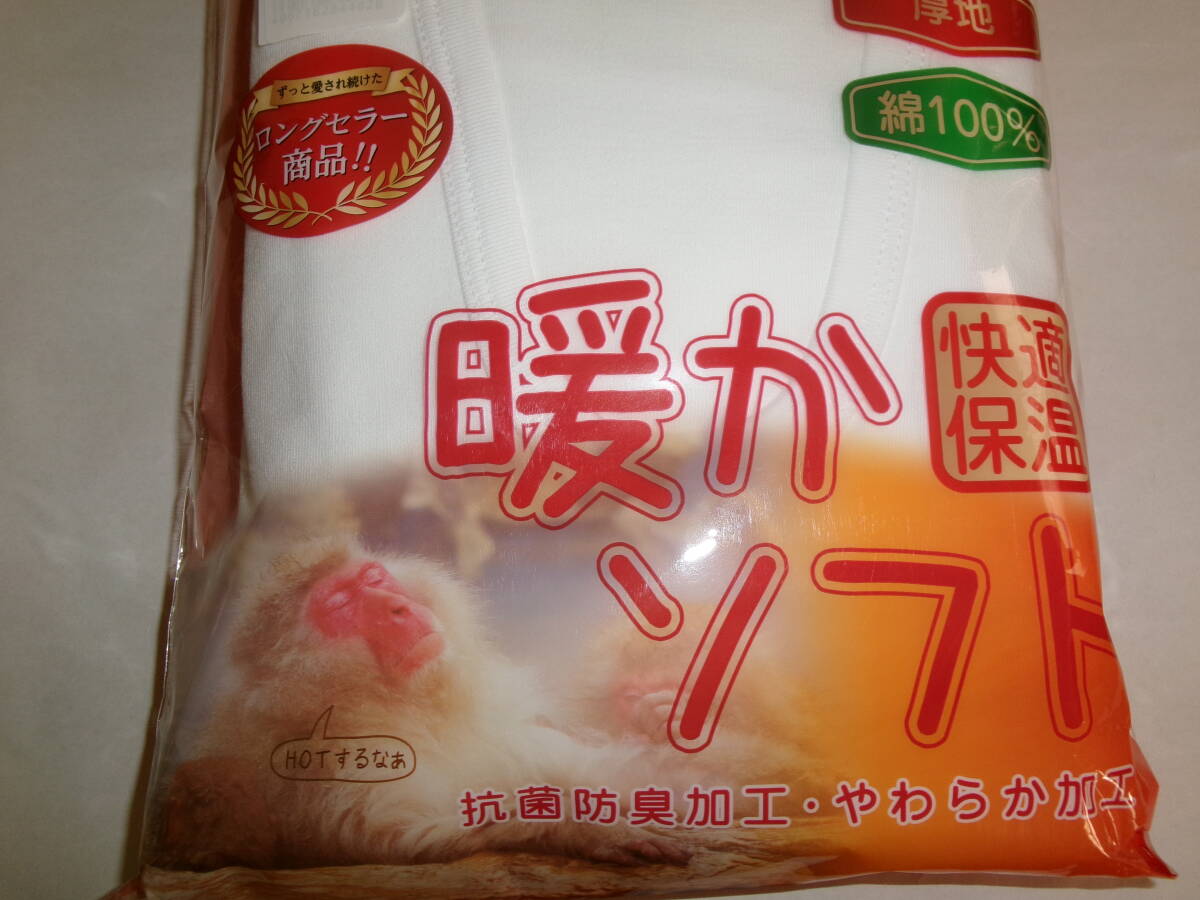 厚地
ずっと愛され続けた
ロングセラー
商品!!
綿100%
暖か
快適
保温
ソフト
HOTするなぁ
抗菌防臭加工・やわらか加工